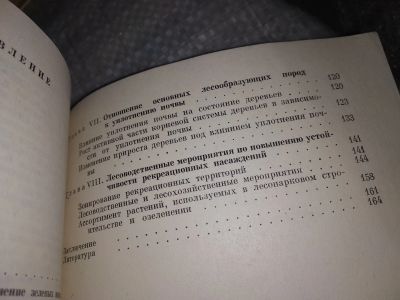 ВЛЕНИЕ
Глава VII. Отношение основных лесообразующих пород
к уплотнению почвы . . . 120
Влияние уплотнения почвы на состояние деревьев . . 120
Рост активной части корневой системы деревьев в зависимо-
сти от уплотнения почвы . . . 123
Изменение прироста деревьев под влиянием уплотнения поч-
вы . . . 133
Глава VIII. Лесоводственные мероприятия по повышению устой-
чивости рекреационных насаждений . . . 141
Зонирование рекреационных территорий . . . 141
Лесоводственные и лесохозяйственные мероприятия . . 144
Ассортимент растений, используемых в лесопарковом стро-
ительстве и озеленении . . . 158
Заключение . . . 161
Литература . . . 164